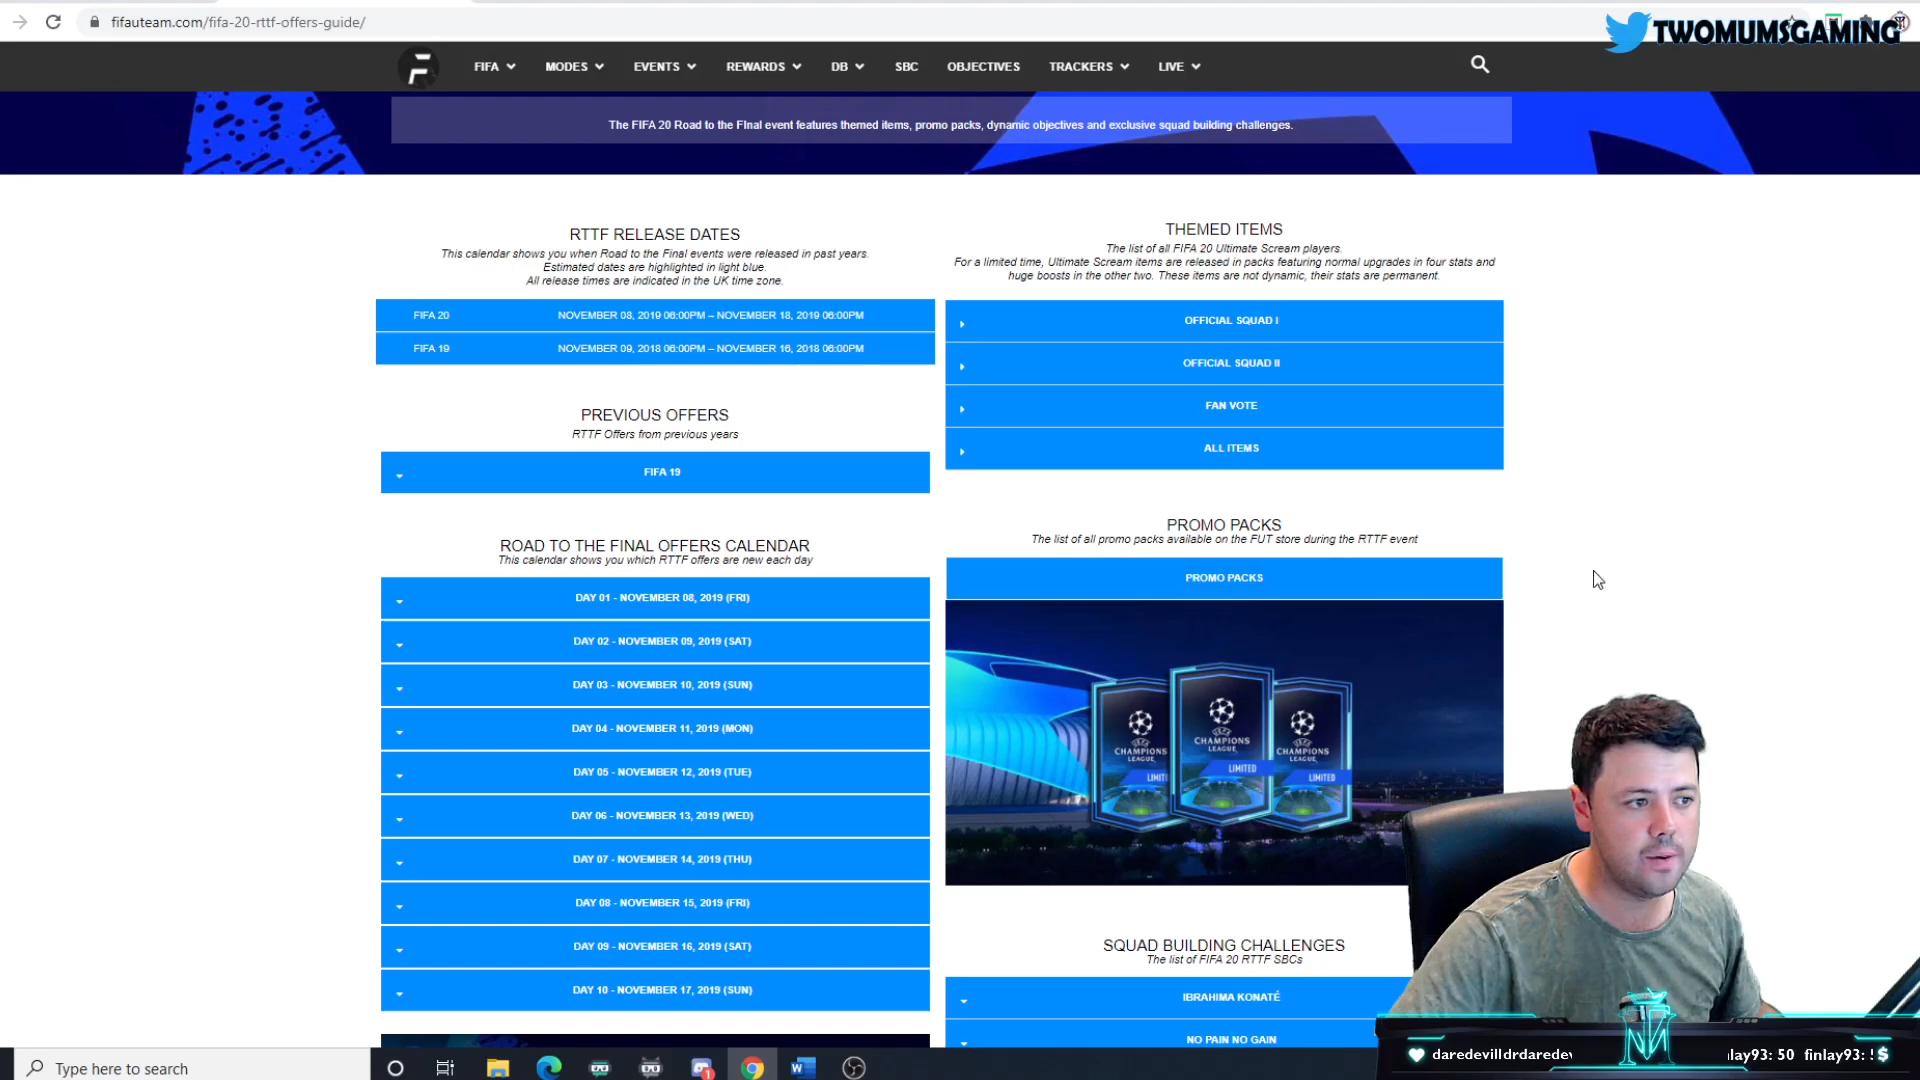 fifauteam.com/fifa-20-rttf-offers-guide/
TWOMUMSGAMING
FIFA
MODES
EVENTS
REWARDS
DB
SBC
OBJECTIVES
TRACKERS
LIVE
The FIFA 20 Road to the FInal event features themed items, promo packs, dynamic objectives and exclusive squad building challenges.
RTTF RELEASE DATES
This calendar shows you when Road to the Final events were released in past years.
Estimated dates are highlighted in light blue.
All release times are indicated in the UK time zone.
FIFA 20 NOVEMBER 08, 2019 06:00PM – NOVEMBER 18, 2019 06:00PM
FIFA 19 NOVEMBER 09, 2018 06:00PM – NOVEMBER 16, 2018 06:00PM
PREVIOUS OFFERS
RTTF Offers from previous years
FIFA 19
ROAD TO THE FINAL OFFERS CALENDAR
This calendar shows you which RTTF offers are new each day
DAY 01 - NOVEMBER 08, 2019 (FRI)
DAY 02 - NOVEMBER 09, 2019 (SAT)
DAY 03 - NOVEMBER 10, 2019 (SUN)
DAY 04 - NOVEMBER 11, 2019 (MON)
DAY 05 - NOVEMBER 12, 2019 (TUE)
DAY 06 - NOVEMBER 13, 2019 (WED)
DAY 07 - NOVEMBER 14, 2019 (THU)
DAY 08 - NOVEMBER 15, 2019 (FRI)
DAY 09 - NOVEMBER 16, 2019 (SAT)
DAY 10 - NOVEMBER 17, 2019 (SUN)
THEMED ITEMS
The list of all FIFA 20 Ultimate Scream players.
For a limited time, Ultimate Scream items are released in packs featuring normal upgrades in four stats and
huge boosts in the other two. These items are not dynamic, their stats are permanent.
OFFICIAL SQUAD I
OFFICIAL SQUAD II
FAN VOTE
ALL ITEMS
PROMO PACKS
The list of all promo packs available on the FUT store during the RTTF event
PROMO PACKS
CHAMPIONS
LEAGUE
LIMIT
CHAMPIONS
LEAGUE
LIMITED
CHAMPIONS
LEAGUE
LIMITED
SQUAD BUILDING CHALLENGES
The list of FIFA 20 RTTF SBCs
IBRAHIMA KONATÉ
NO PAIN NO GAIN
daredevilldrdaredev
lay93: 50 finlay93:
Type here to search
1